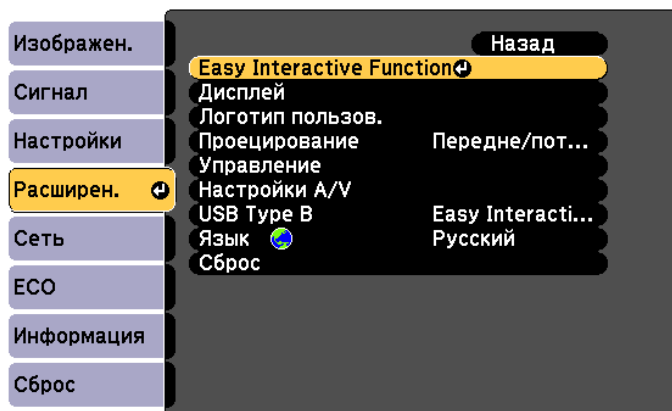 Изображен.
Сигнал
Настройки
Расширен.
Сеть
ECO
Информация
Сброс
Назад
Easy Interactive Function
Дисплей
Логотип пользов.
Проецирование Передне/пот...
Управление
Настройки A/V
USB Type B Easy Interacti...
Язык Русский
Сброс